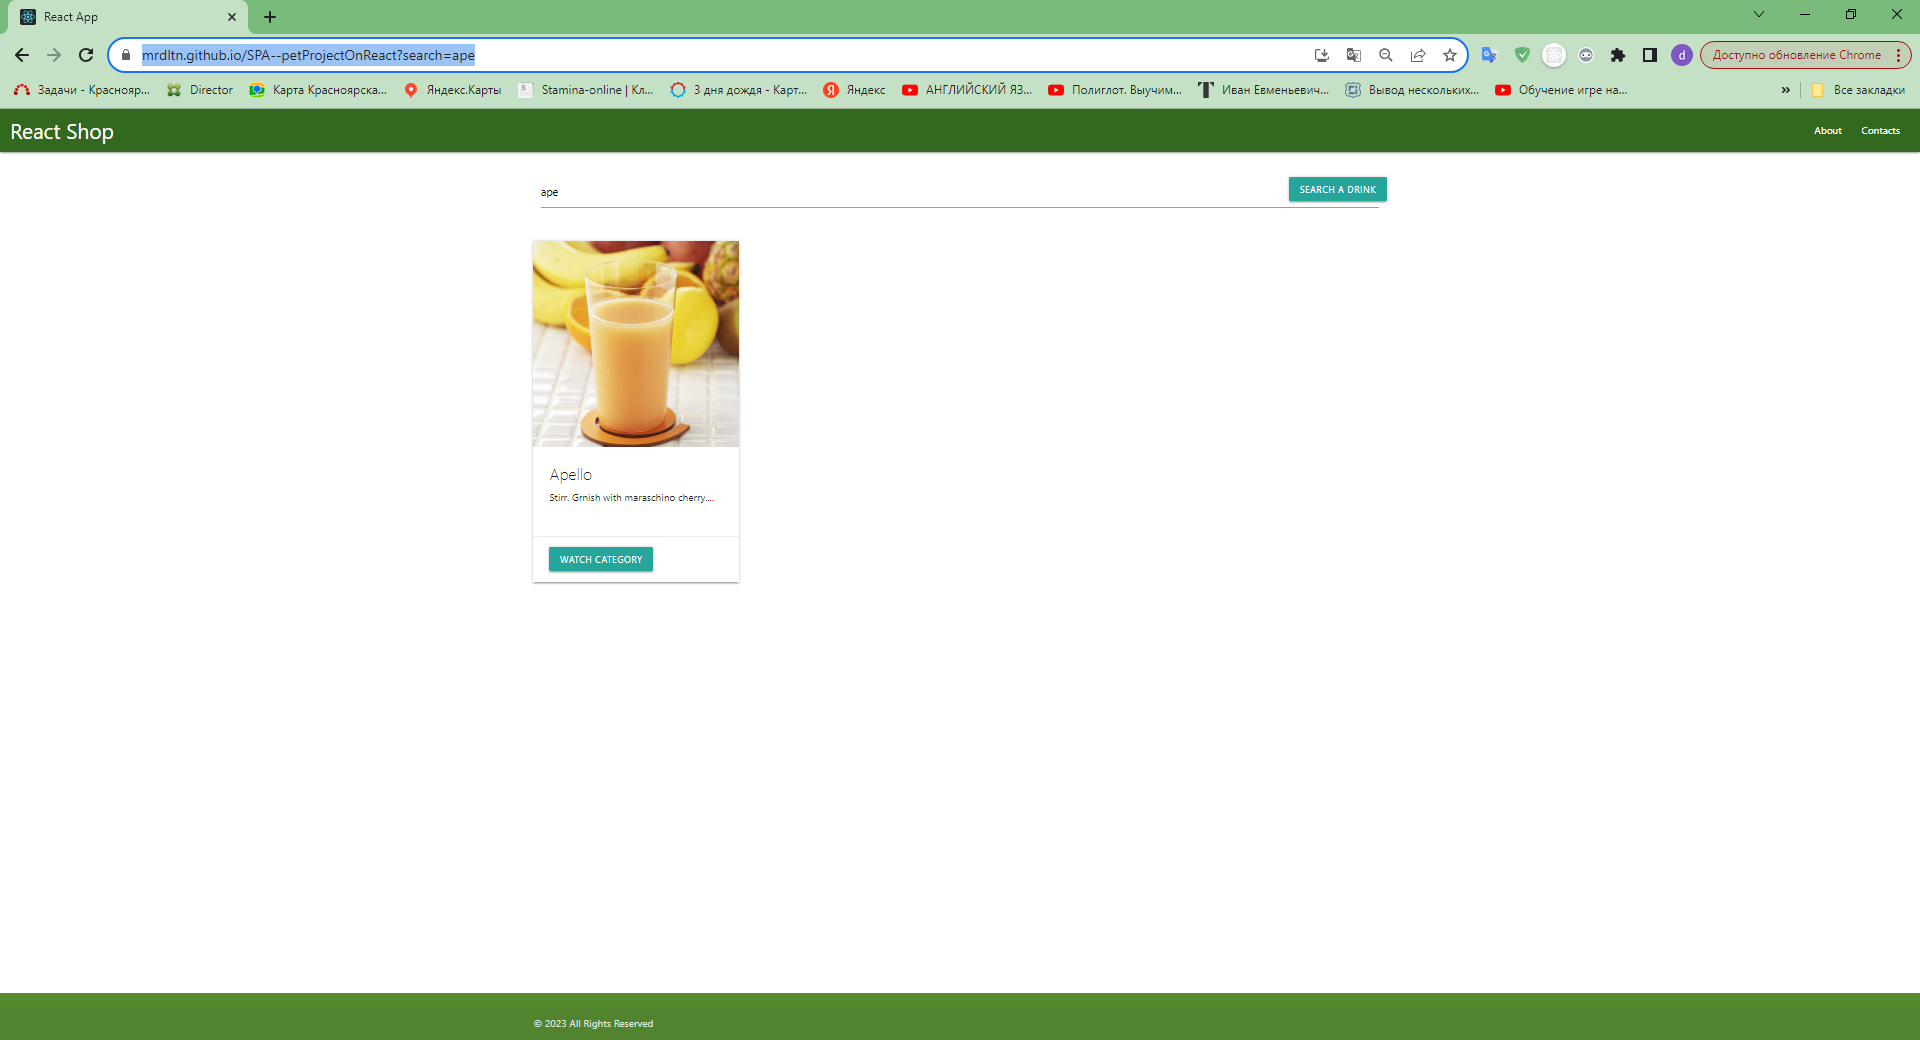 React App
mrdltn.github.io/SPA--petProjectOnReact?search=ape
d
Доступно обновление Chrome
Задачи - Краснояр...
Director
Карта Красноярска...
Яндекс.Карты
Stamina-online | Кл...
3 дня дождя - Карт...
Яндекс
АНГЛИЙСКИЙ ЯЗ...
Полиглот. Выучим...
Иван Евменьевич...
Вывод нескольких...
Обучение игре на...
»
Все закладки
React Shop
About
Contacts
ape
SEARCH A DRINK
Apello
Stirr. Grnish with maraschino cherry....
WATCH CATEGORY
© 2023 All Rights Reserved